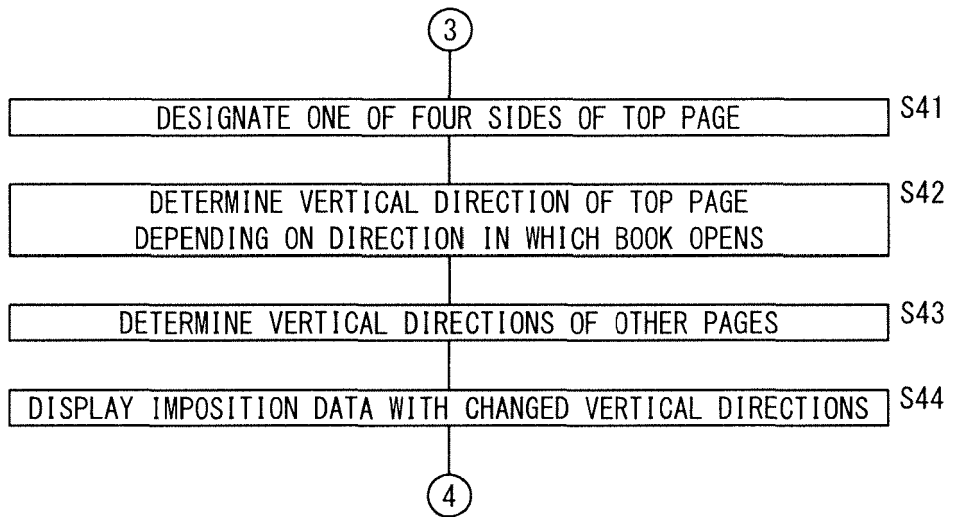 3
DESIGNATE ONE OF FOUR SIDES OF TOP PAGE S41
DETERMINE VERTICAL DIRECTION OF TOP PAGE S42
DEPENDING ON DIRECTION IN WHICH BOOK OPENS
DETERMINE VERTICAL DIRECTIONS OF OTHER PAGES S43
DISPLAY IMPOSITION DATA WITH CHANGED VERTICAL DIRECTIONS S44
4